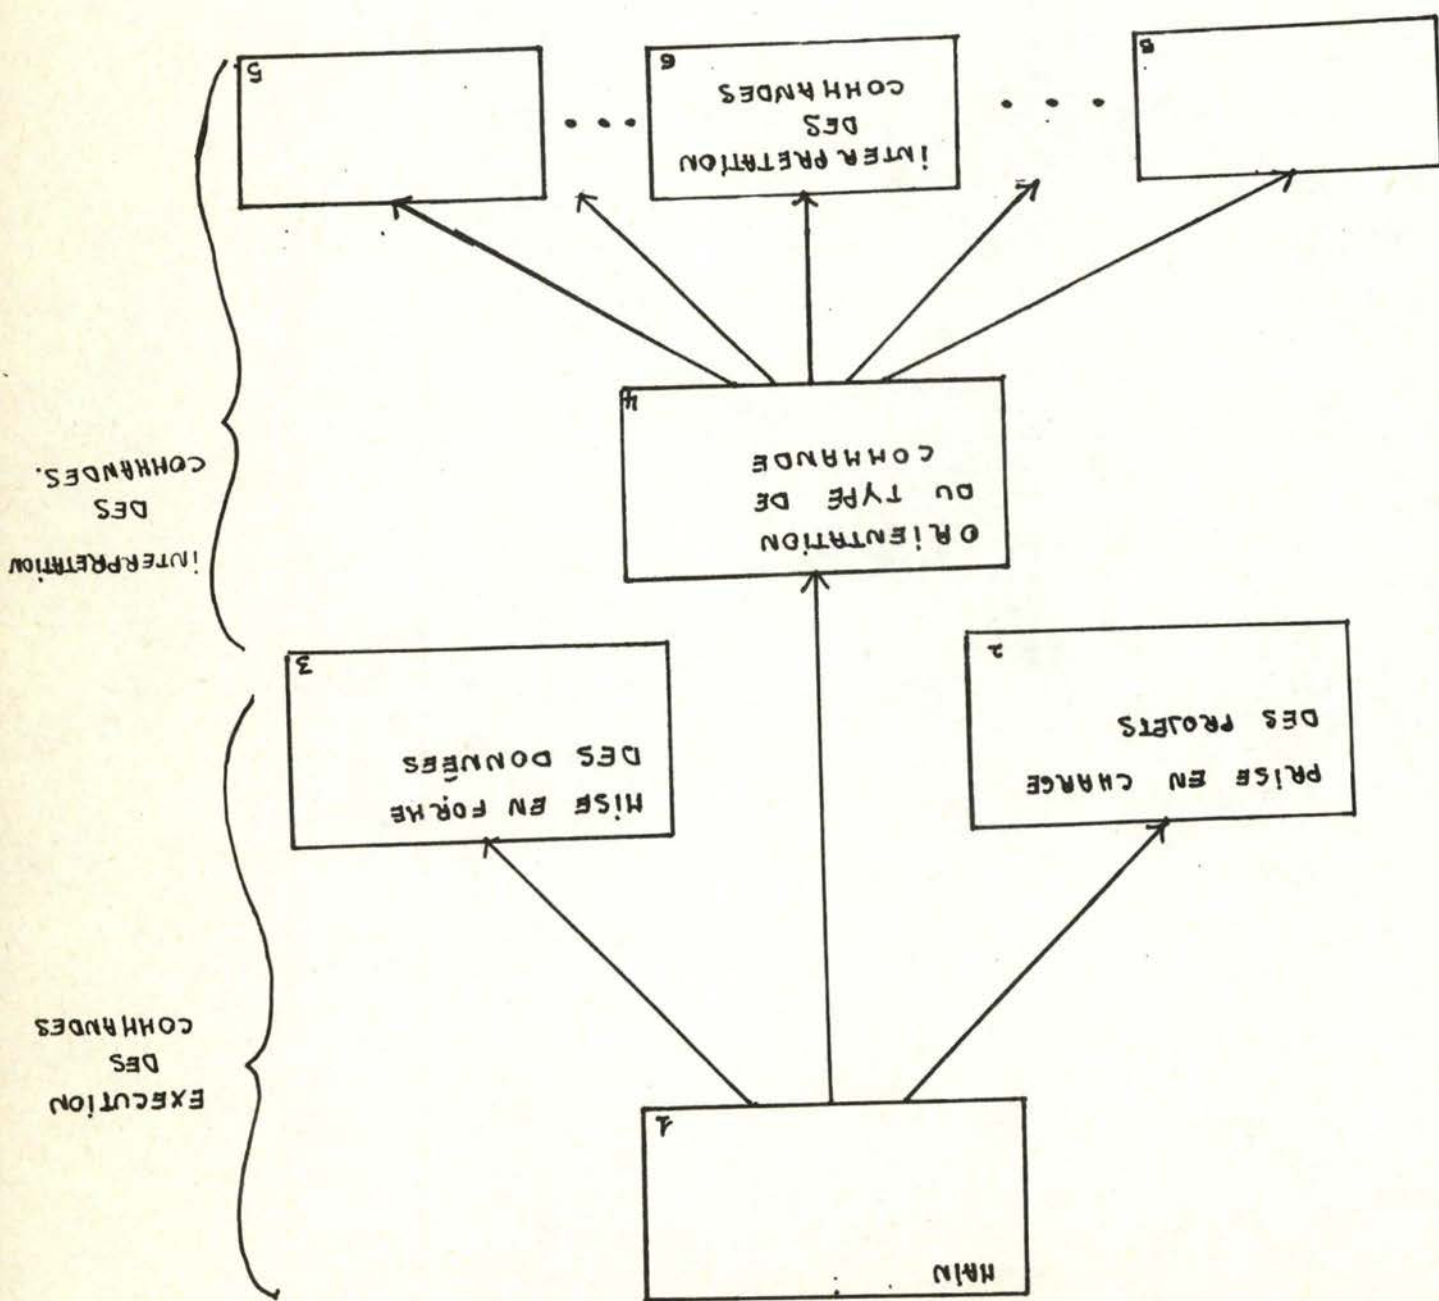 MAIN
1
EXECUTION
DES
COMMANDES
PRISE EN CHARGE
DES PROJETS
2
MISE EN FORME
DES DONNÉES
3
ORIENTATION
DU TYPE DE
COMMANDE
4
INTERPRETATION
DES
COMMANDES.
8
INTERPRETATION
DES
COMMANDES
6
5